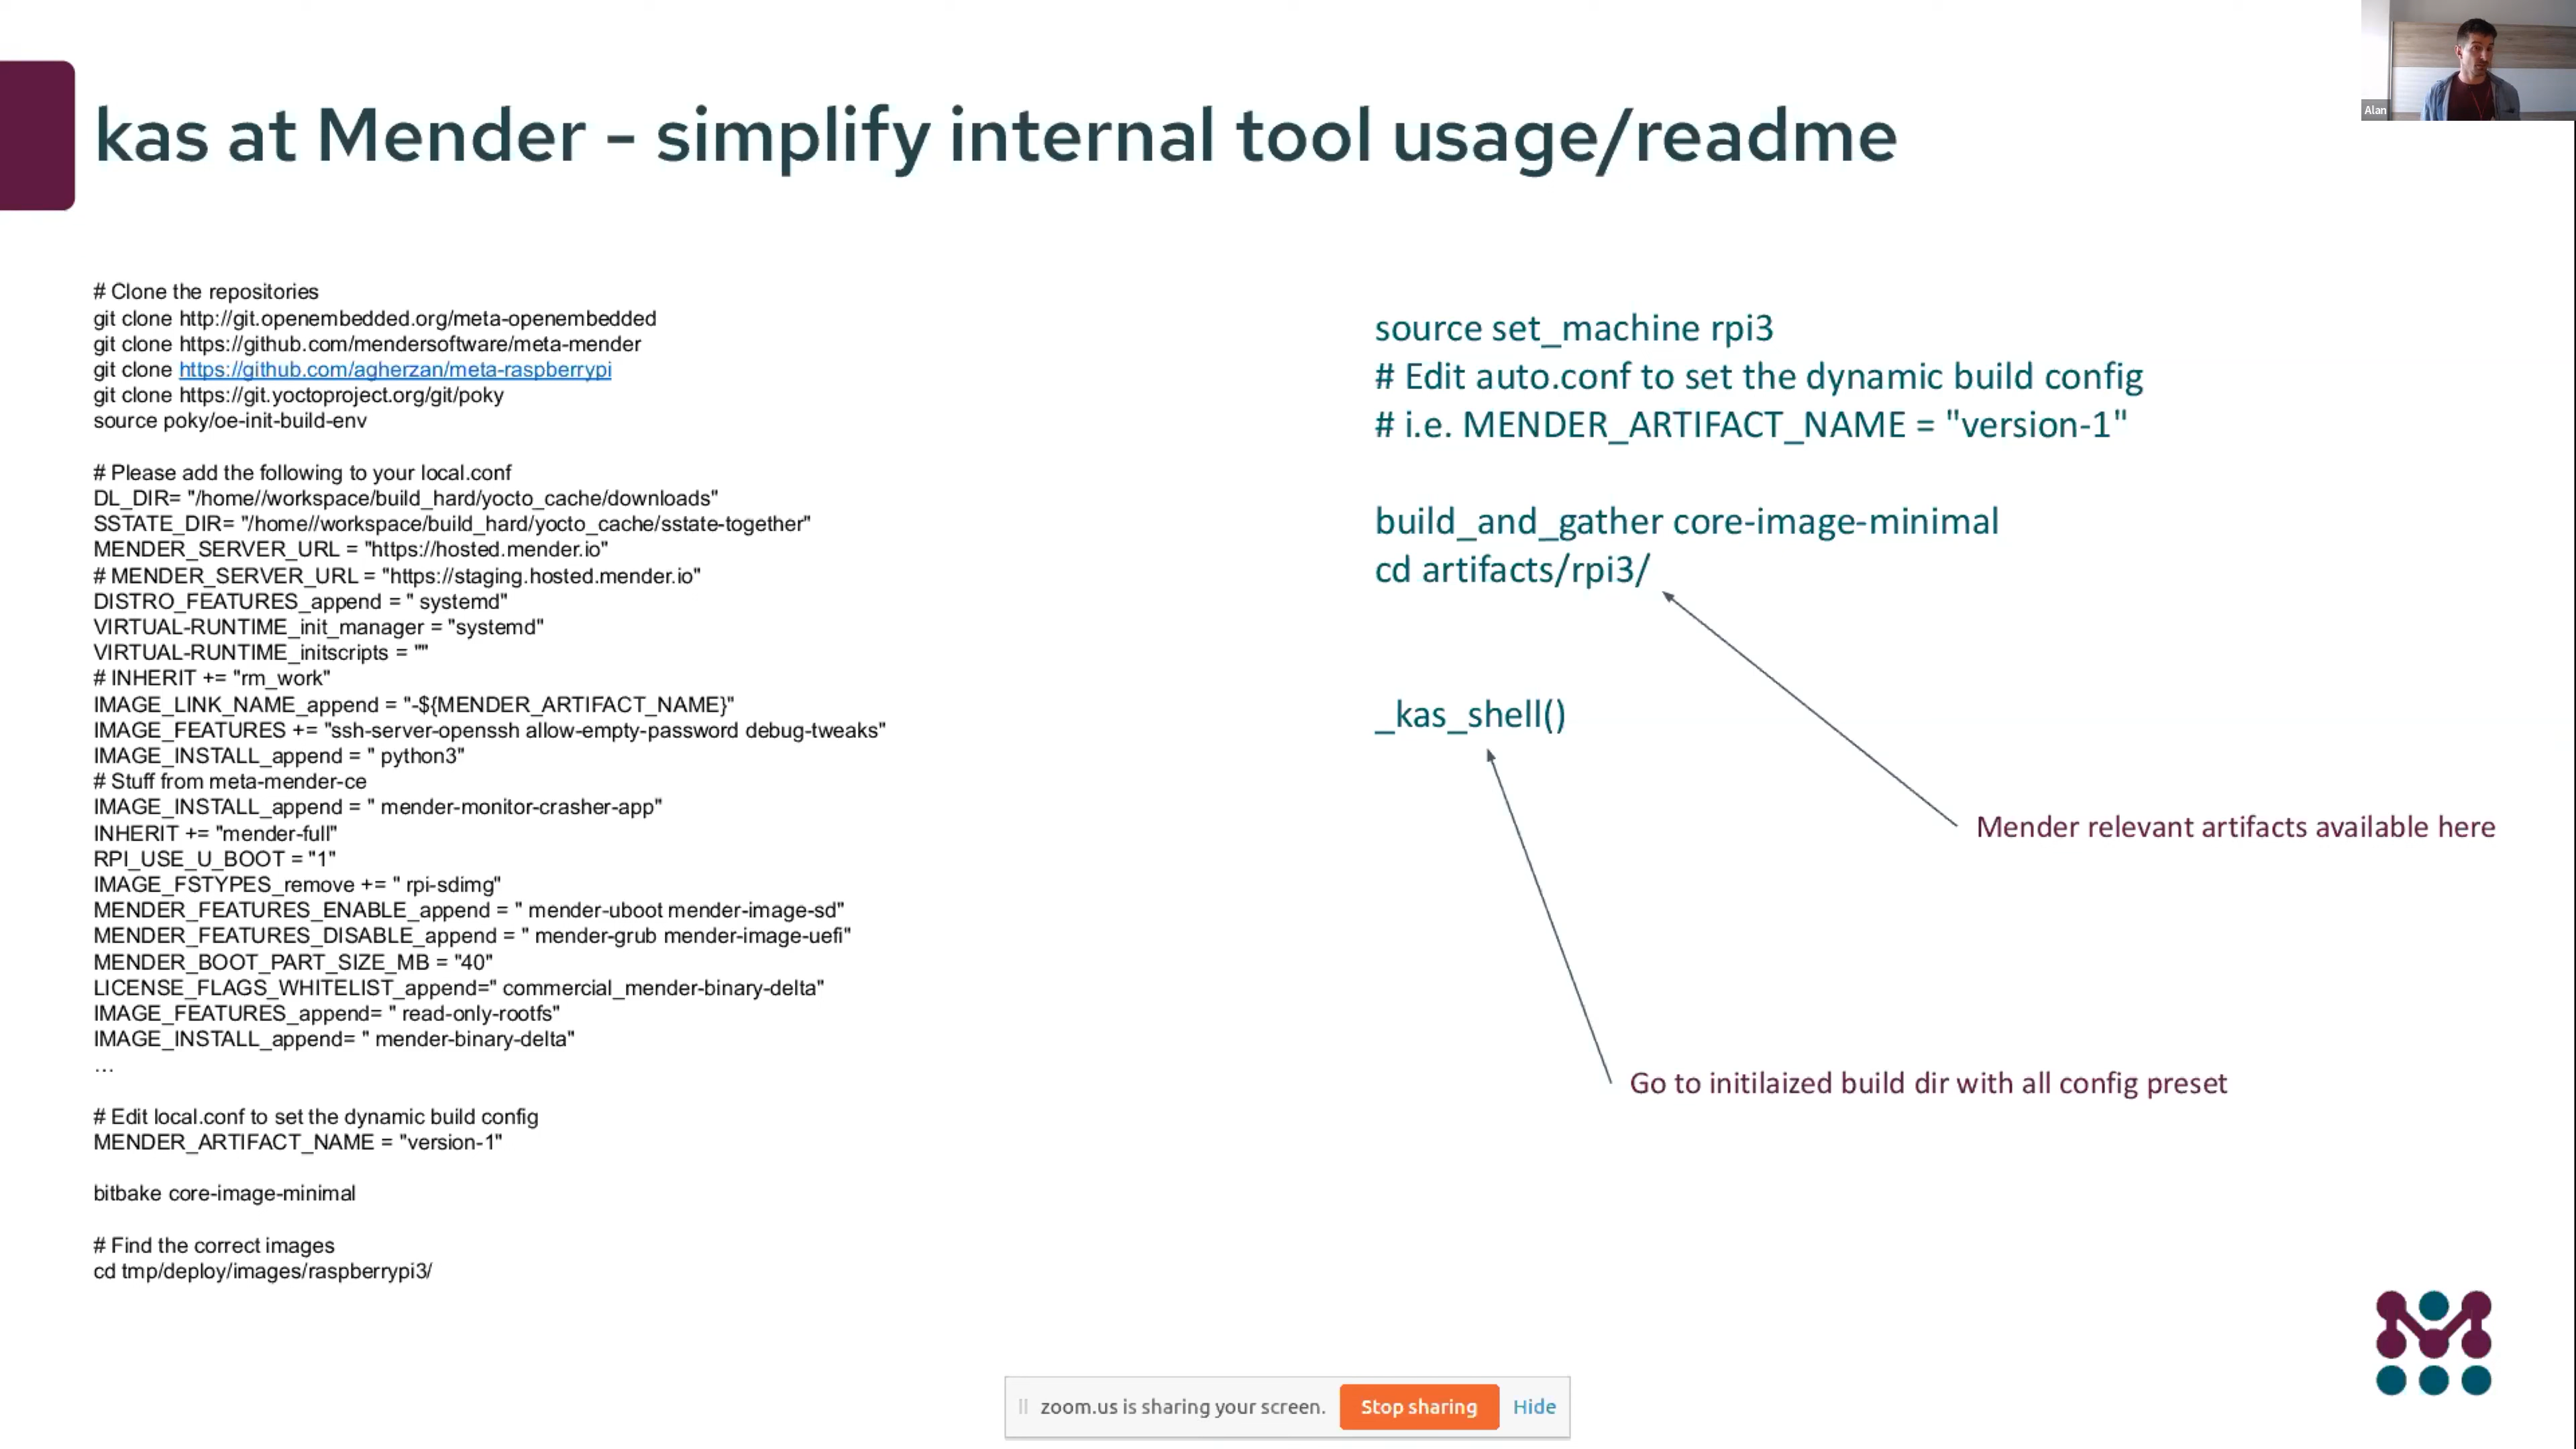 Alan
kas at Mender - simplify internal tool usage/readme
# Clone the repositories
git clone http://git.openembedded.org/meta-openembedded
git clone https://github.com/mendersoftware/meta-mender
git clone https://github.com/agherzan/meta-raspberrypi
git clone https://git.yoctoproject.org/git/poky
source poky/oe-init-build-env
# Please add the following to your local.conf
DL_DIR= "/home//workspace/build_hard/yocto_cache/downloads"
SSTATE_DIR= "/home//workspace/build_hard/yocto_cache/sstate-together"
MENDER_SERVER_URL = "https://hosted.mender.io"
# MENDER_SERVER_URL = "https://staging.hosted.mender.io"
DISTRO_FEATURES_append = " systemd"
VIRTUAL-RUNTIME_init_manager = "systemd"
VIRTUAL-RUNTIME_initscripts = ""
# INHERIT += "rm_work"
IMAGE_LINK_NAME_append = "-${MENDER_ARTIFACT_NAME}"
IMAGE_FEATURES += "ssh-server-openssh allow-empty-password debug-tweaks"
IMAGE_INSTALL_append = " python3"
# Stuff from meta-mender-ce
IMAGE_INSTALL_append = " mender-monitor-crasher-app"
INHERIT += "mender-full"
RPI_USE_U_BOOT = "1"
IMAGE_FSTYPES_remove += " rpi-sdimg"
MENDER_FEATURES_ENABLE_append = " mender-uboot mender-image-sd"
MENDER_FEATURES_DISABLE_append = " mender-grub mender-image-uefi"
MENDER_BOOT_PART_SIZE_MB = "40"
LICENSE_FLAGS_WHITELIST_append=" commercial_mender-binary-delta"
IMAGE_FEATURES_append= " read-only-rootfs"
IMAGE_INSTALL_append= " mender-binary-delta"
...
# Edit local.conf to set the dynamic build config
MENDER_ARTIFACT_NAME = "version-1"
bitbake core-image-minimal
# Find the correct images
cd tmp/deploy/images/raspberrypi3/
source set_machine rpi3
# Edit auto.conf to set the dynamic build config
# i.e. MENDER_ARTIFACT_NAME = "version-1"
build_and_gather core-image-minimal
cd artifacts/rpi3/
_kas_shell()
Mender relevant artifacts available here
Go to initilaized build dir with all config preset
zoom.us is sharing your screen. Stop sharing Hide